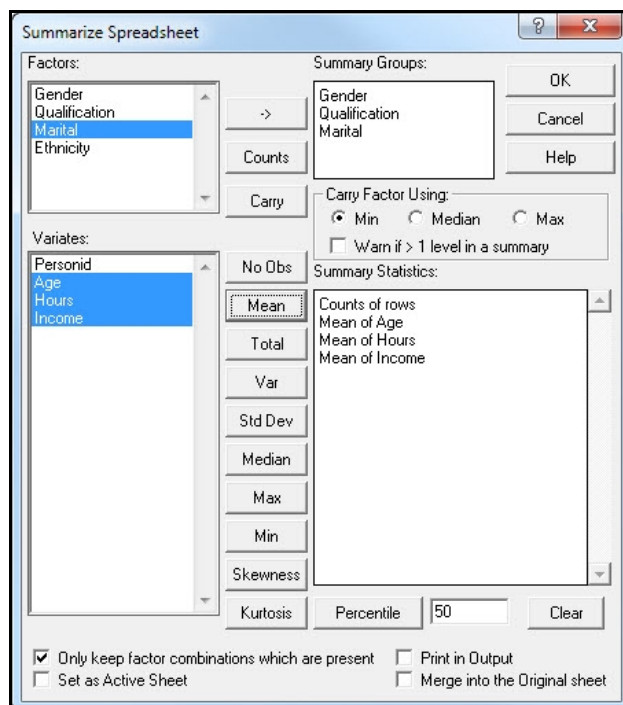 Summarize Spreadsheet
Factors:
Gender
Qualification
Marital
Ethnicity
->
Counts
Carry
Summary Groups:
Gender
Qualification
Marital
OK
Cancel
Help
Carry Factor Using:
Min Median Max
Warn if > 1 level in a summary
Variates:
Personid
Age
Hours
Income
No Obs
Mean
Total
Var
Std Dev
Median
Max
Min
Skewness
Kurtosis
Summary Statistics:
Counts of rows
Mean of Age
Mean of Hours
Mean of Income
Percentile 50 Clear
Only keep factor combinations which are present
Print in Output
Set as Active Sheet
Merge into the Original sheet